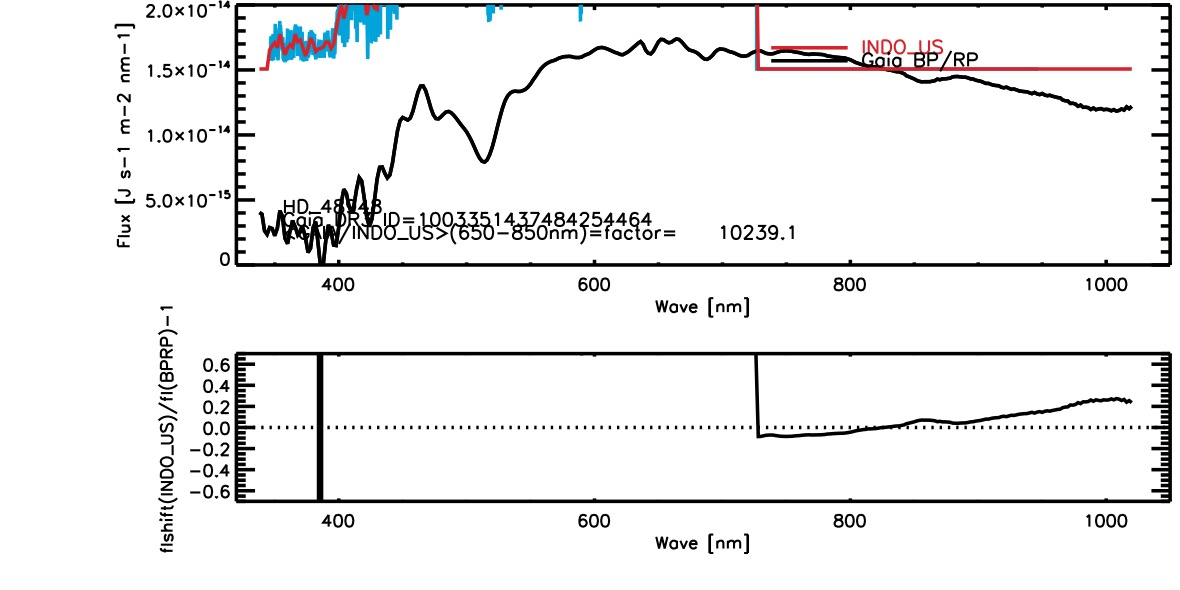 2.0×10−14
1.5×10−14
1.0×10−14
5.0×10−15
0
Flux [J s−1 m−2 nm−1]
INDO_US
Gaia BP/RP
ID=1003351437484254464
/INDO_US>(650−850nm)=factor= 10239.1
400 600 800 1000
Wave [nm]
0.6
0.4
0.2
0.0
−0.2
−0.4
−0.6
flshift(INDO_US)/fl(BPRP)−1
400 600 800 1000
Wave [nm]